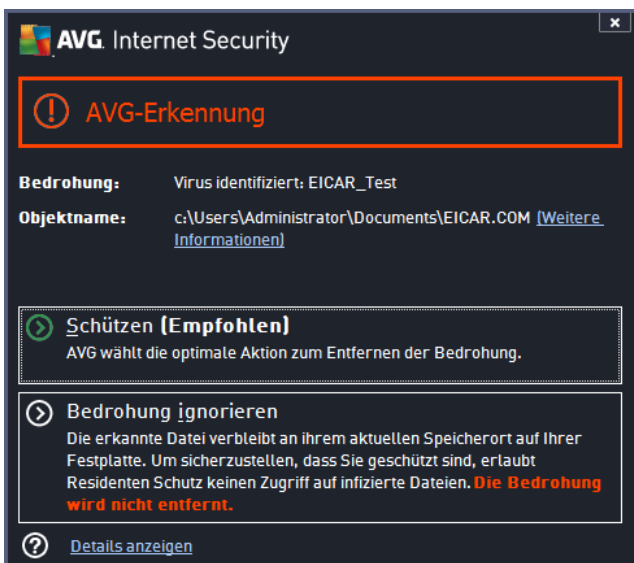 AVG. Internet Security
AVG-Erkennung
Bedrohung: Virus identifiziert: EICAR_Test
Objektname: c:\Users\Administrator\Documents\EICAR.COM (Weitere
Informationen)
Schützen (Empfohlen)
AVG wählt die optimale Aktion zum Entfernen der Bedrohung.
Bedrohung ignorieren
Die erkannte Datei verbleibt an ihrem aktuellen Speicherort auf Ihrer
Festplatte. Um sicherzustellen, dass Sie geschützt sind, erlaubt
Residenten Schutz keinen Zugriff auf infizierte Dateien. Die Bedrohung
wird nicht entfernt.
Details anzeigen